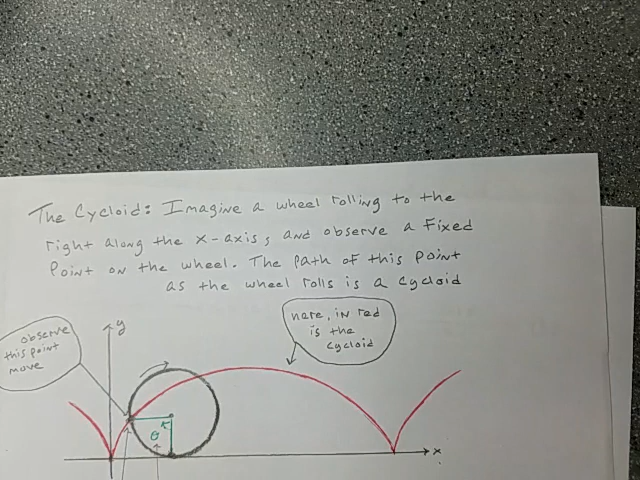 The Cycloid: Imagine a wheel rolling to the
right along the x-axis, and observe a Fixed
Point on the wheel. The path of this point
as the wheel rolls is a cycloid
observe
this point
move
y
here, in red
is the
cycloid
θ
x